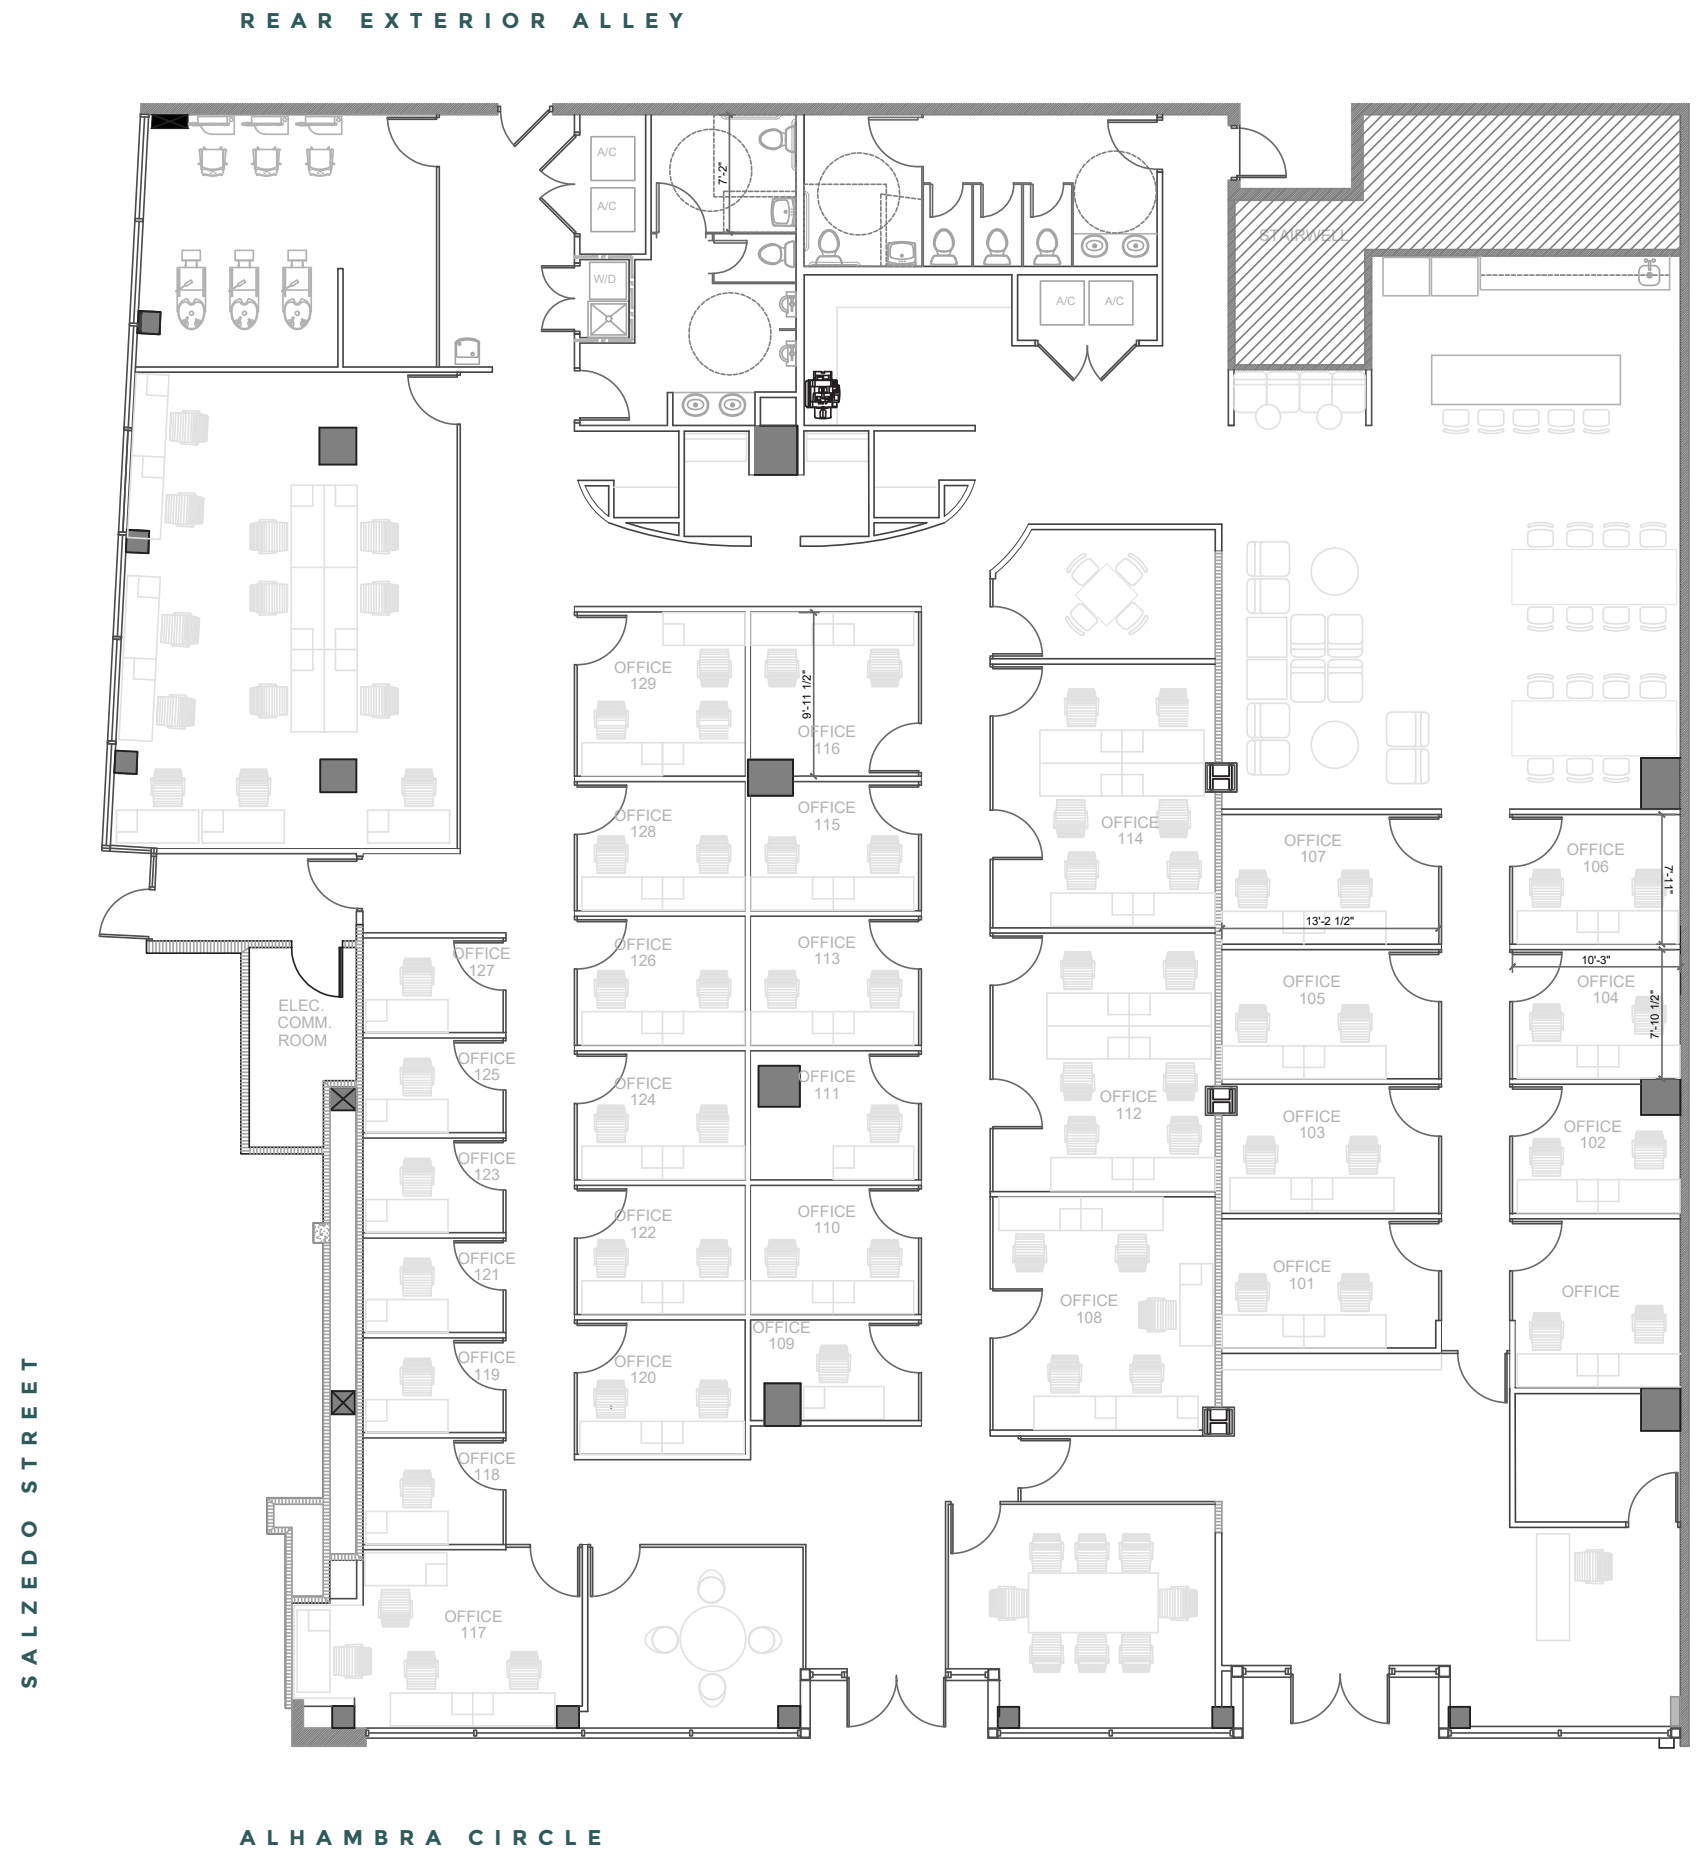 REAR EXTERIOR ALLEY
A/C
7'-2"
A/C
STAIRWELL
W/D
A/C
A/C
OFFICE
129
9'-11 1/2"
OFFICE
116
OFFICE
128
OFFICE
115
OFFICE
114
OFFICE
107
OFFICE
106
7'-11"
13'-2 1/2"
OFFICE
127
OFFICE
126
OFFICE
113
10'-3"
OFFICE
105
OFFICE
104
7'-10 1/2"
ELEC.
COMM.
ROOM
OFFICE
125
OFFICE
124
OFFICE
111
OFFICE
112
OFFICE
103
OFFICE
102
OFFICE
123
OFFICE
122
OFFICE
110
OFFICE
121
OFFICE
101
OFFICE
OFFICE
108
OFFICE
109
OFFICE
119
OFFICE
120
OFFICE
118
OFFICE
117
SALZEDO STREET
ALHAMBRA CIRCLE